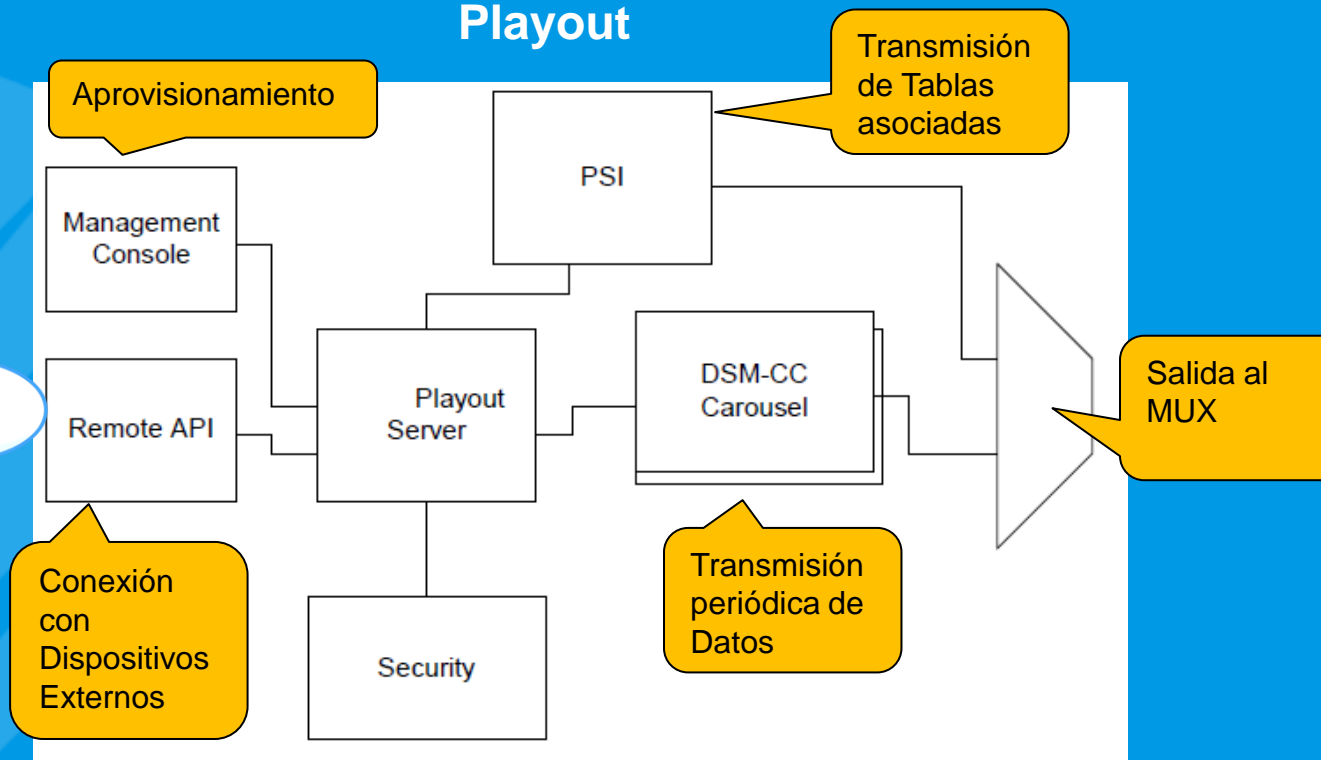 Playout
Aprovisionamiento
Transmisión
de Tablas
asociadas
PSI
Management
Console
Remote API
Playout
Server
DSM-CC
Carousel
Salida al
MUX
Conexión
con
Dispositivos
Externos
Security
Transmisión
periódica de
Datos